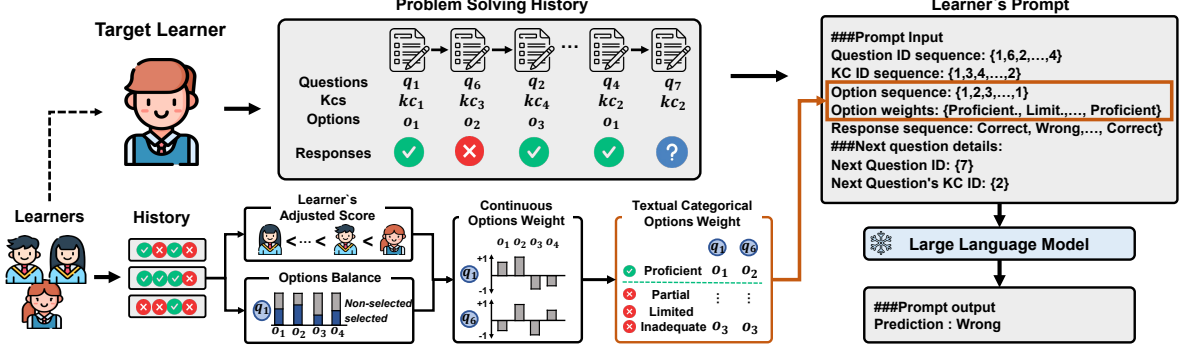 Problem Solving History
Target Learner
Questions q1 q6 q2 ... q4 q7
Kcs kc1 kc3 kc4 kc2 kc2
Options o1 o2 o3 o1
Responses ?
Learner's Prompt
###Prompt Input
Question ID sequence: {1,6,2,...,4}
KC ID sequence: {1,3,4,...,2}
Option sequence: {1,2,3,...,1}
Option weights: {Proficient., Limit.,..., Proficient}
Response sequence: Correct, Wrong,..., Correct}
###Next question details:
Next Question ID: {7}
Next Question's KC ID: {2}
Large Language Model
###Prompt output
Prediction : Wrong
Learners
History
Learner`s
Adjusted Score
< ... < <
Options Balance
q1
Non-selected
selected
o1 o2 o3 o4
Continuous
Options Weight
o1 o2 o3 o4
+1
q1
-1
+1
q6
-1
Textual Categorical
Options Weight
q1 q6
Proficient o1 o2
Partial ⋮ ⋮
Limited
Inadequate o3 o3